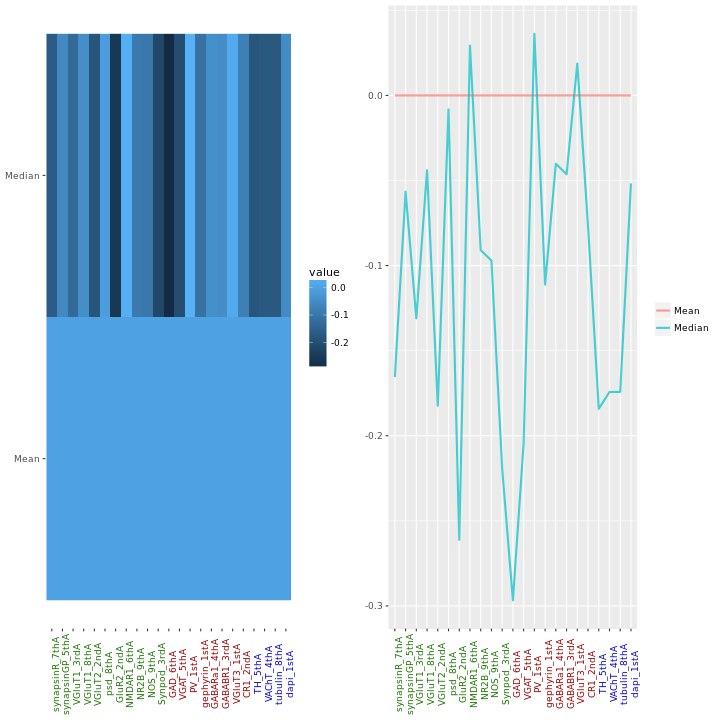 Median
Mean
value
0.0
-0.1
-0.2
synapsinR_7thA
synapsinGP_5thA
VGluT1_3rdA
VGluT1_8thA
VGluT2_2ndA
psd_8thA
GluR2_2ndA
NMDAR1_6thA
NR2B_9thA
NOS_9thA
Synpod_3rdA
GAD_6thA
VGAT_5thA
PV_1stA
gephyrin_1stA
GABARa1_4thA
GABABR1_3rdA
VGluT3_1stA
CR1_2ndA
TH_5thA
VAChT_4thA
tubulin_8thA
dapi_1stA
0.0
-0.1
-0.2
-0.3
synapsinR_7thA
synapsinGP_5thA
VGluT1_3rdA
VGluT1_8thA
VGluT2_2ndA
psd_8thA
GluR2_2ndA
NMDAR1_6thA
NR2B_9thA
NOS_9thA
Synpod_3rdA
GAD_6thA
VGAT_5thA
PV_1stA
gephyrin_1stA
GABARa1_4thA
GABABR1_3rdA
VGluT3_1stA
CR1_2ndA
TH_5thA
VAChT_4thA
tubulin_8thA
dapi_1stA
Mean
Median